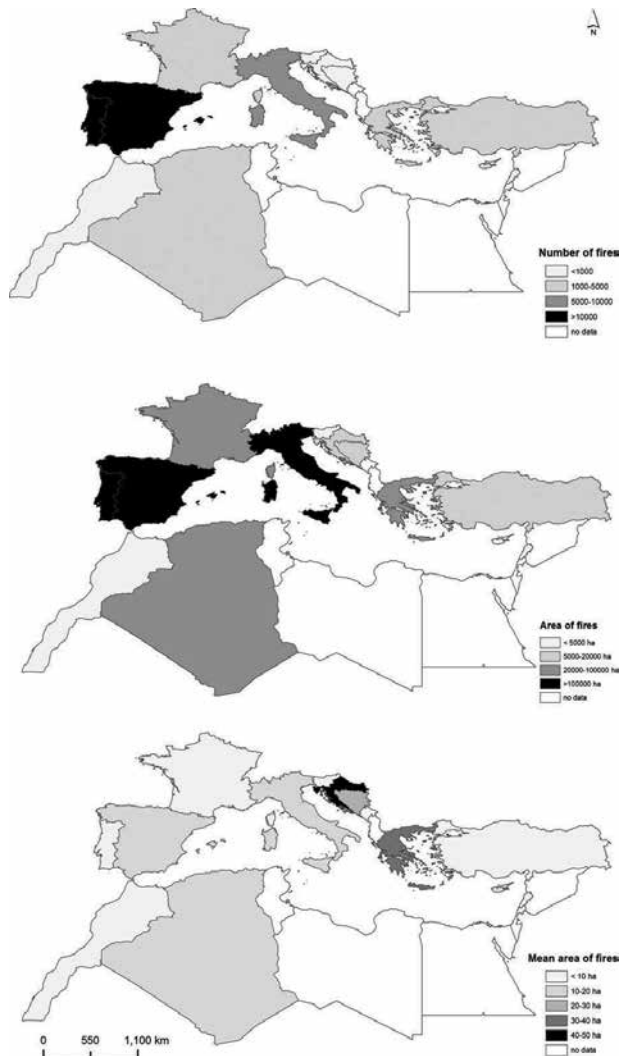 N
Number of fires
<1000
1000-5000
5000-10000
>10000
no data
Area of fires
< 5000 ha
5000-20000 ha
20000-100000 ha
>100000 ha
no data
Mean area of fires
< 10 ha
10-20 ha
20-30 ha
30-40 ha
40-50 ha
no data
0 550 1,100 km